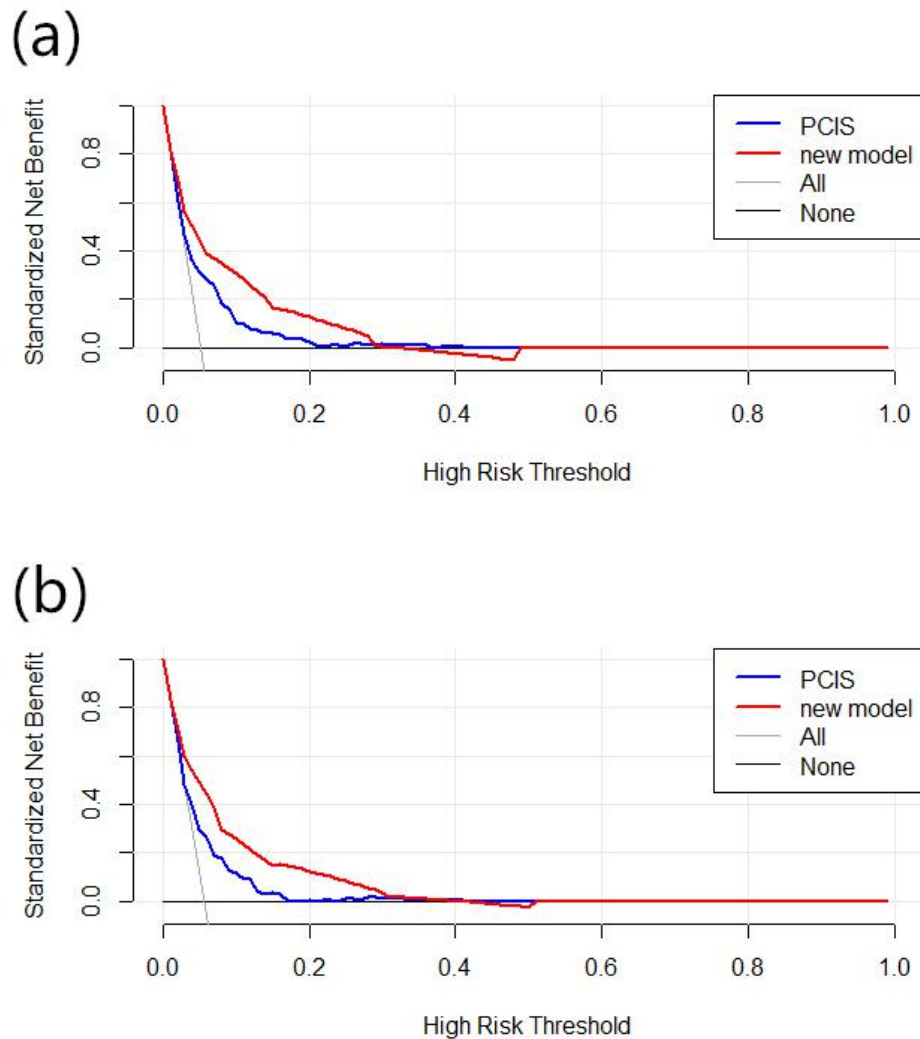 (a)
Standardized Net Benefit
0.8
0.4
0.0
PCIS
new model
All
None
0.0 0.2 0.4 0.6 0.8 1.0
High Risk Threshold
(b)
Standardized Net Benefit
0.8
0.4
0.0
PCIS
new model
All
None
0.0 0.2 0.4 0.6 0.8 1.0
High Risk Threshold